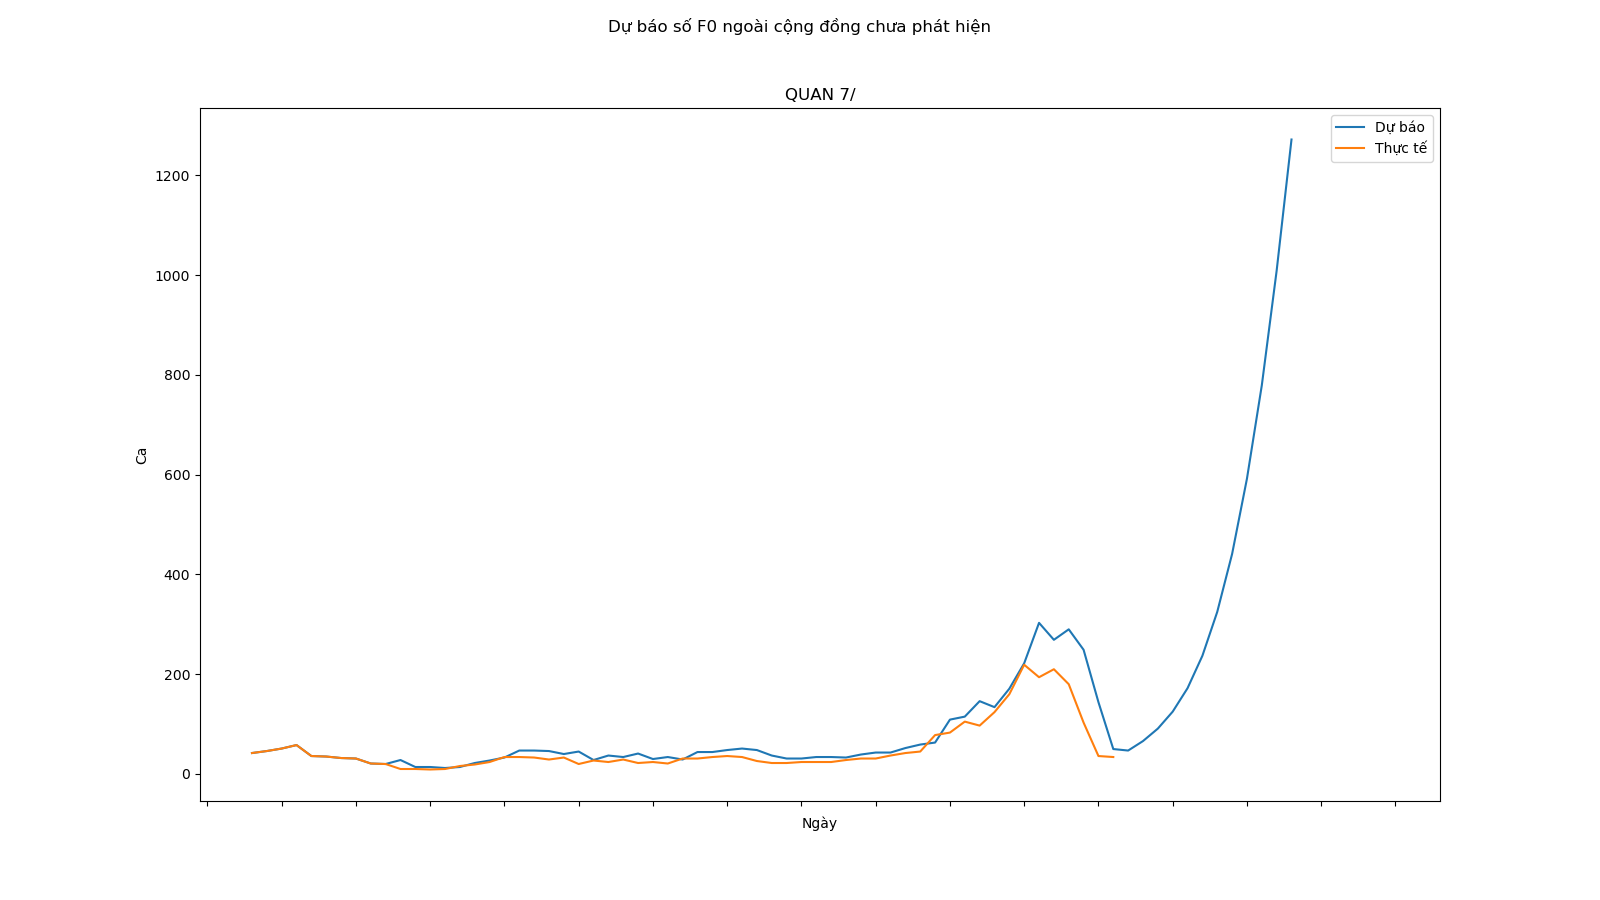 Dự báo số F0 ngoài cộng đồng chưa phát hiện
QUAN 7/
Dự báo
Thực tế
1200
1000
800
600
400
200
0
Ca
Ngày